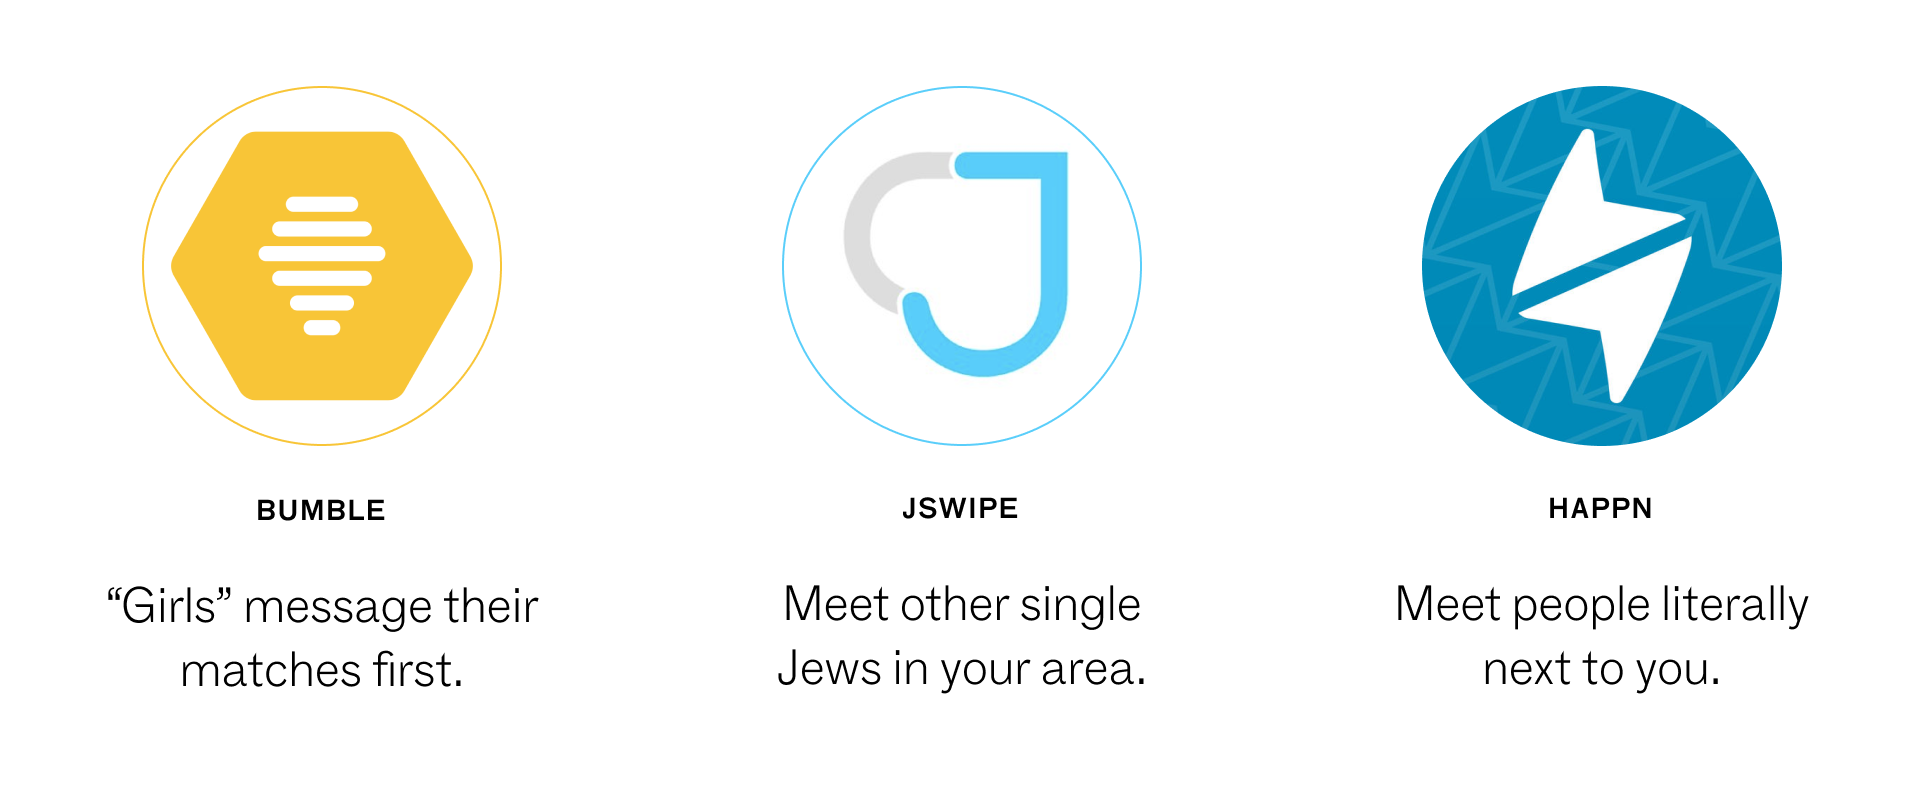 BUMBLE
“Girls” message their
matches first.
JSWIPE
Meet other single
Jews in your area.
HAPPN
Meet people literally
next to you.